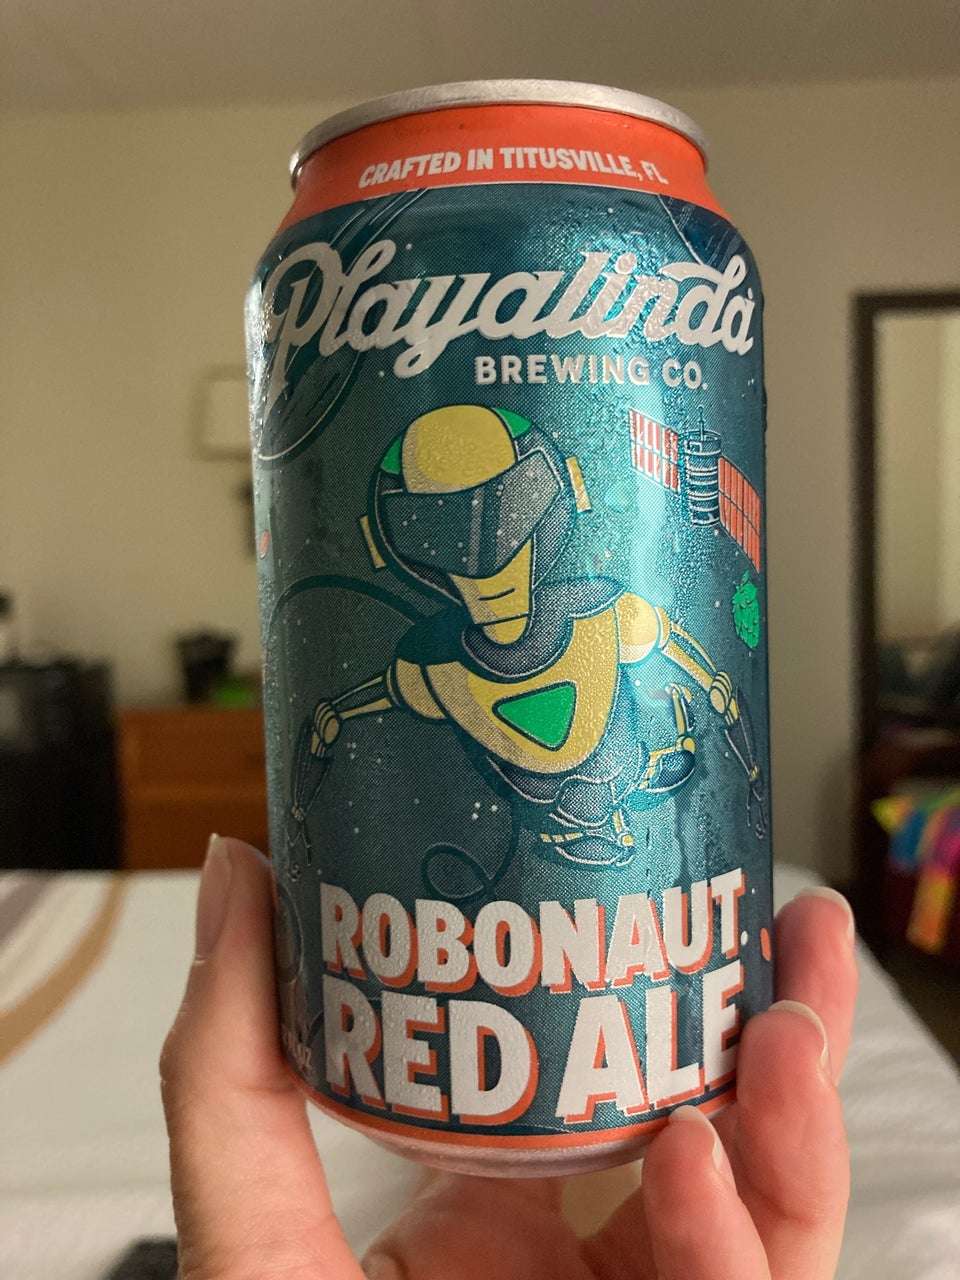 CRAFTED IN TITUSVILLE, FL
Playalinda
BREWING CO.
ROBONAUT
RED ALE